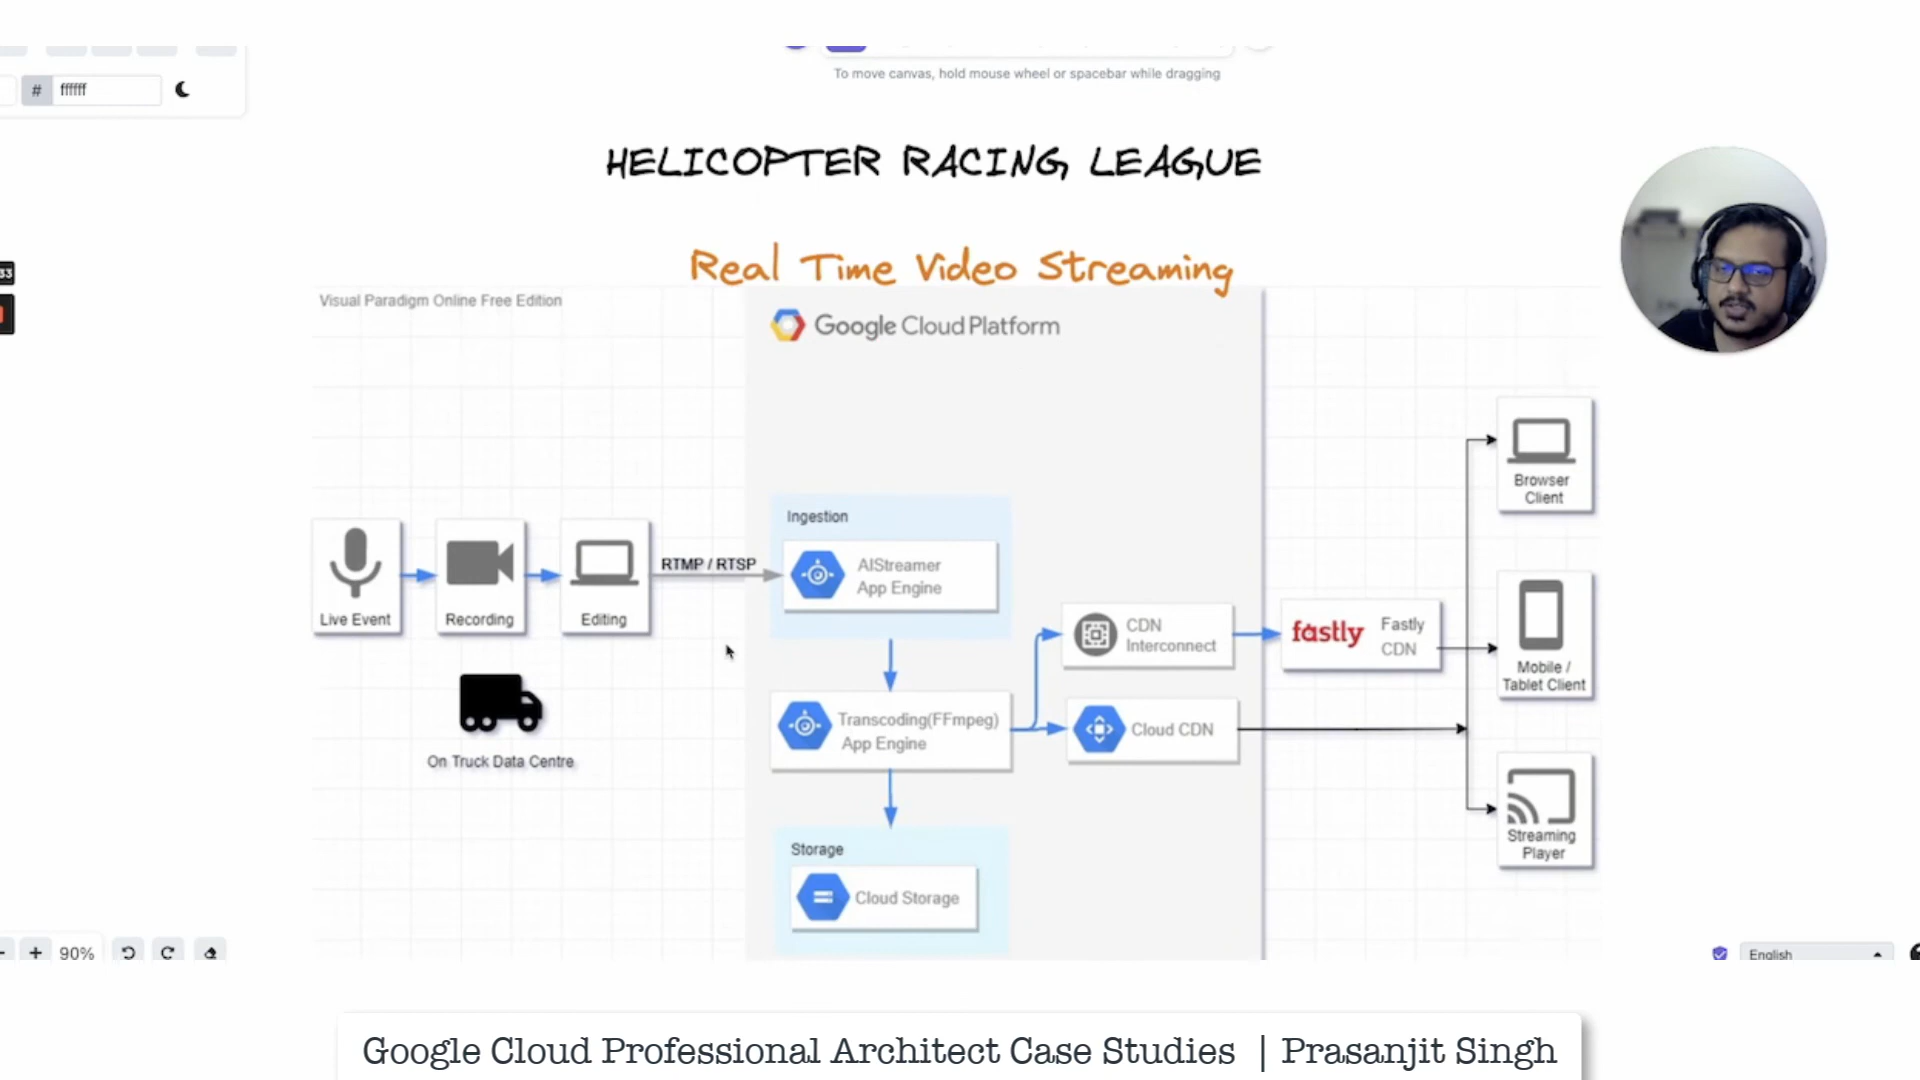 # ffffff
To move canvas, hold mouse wheel or spacebar while dragging
HELICOPTER RACING LEAGUE
Real Time Video Streaming
33
Visual Paradigm Online Free Edition
Google Cloud Platform
Browser
Client
Ingestion
AIStreamer
App Engine
RTMP / RTSP
Live Event
Recording
Editing
CDN
Interconnect
fastly
Fastly
CDN
Mobile /
Tablet Client
Transcoding(FFmpeg)
App Engine
Cloud CDN
On Truck Data Centre
Streaming
Player
Storage
Cloud Storage
- + 90%
English
Google Cloud Professional Architect Case Studies | Prasanjit Singh